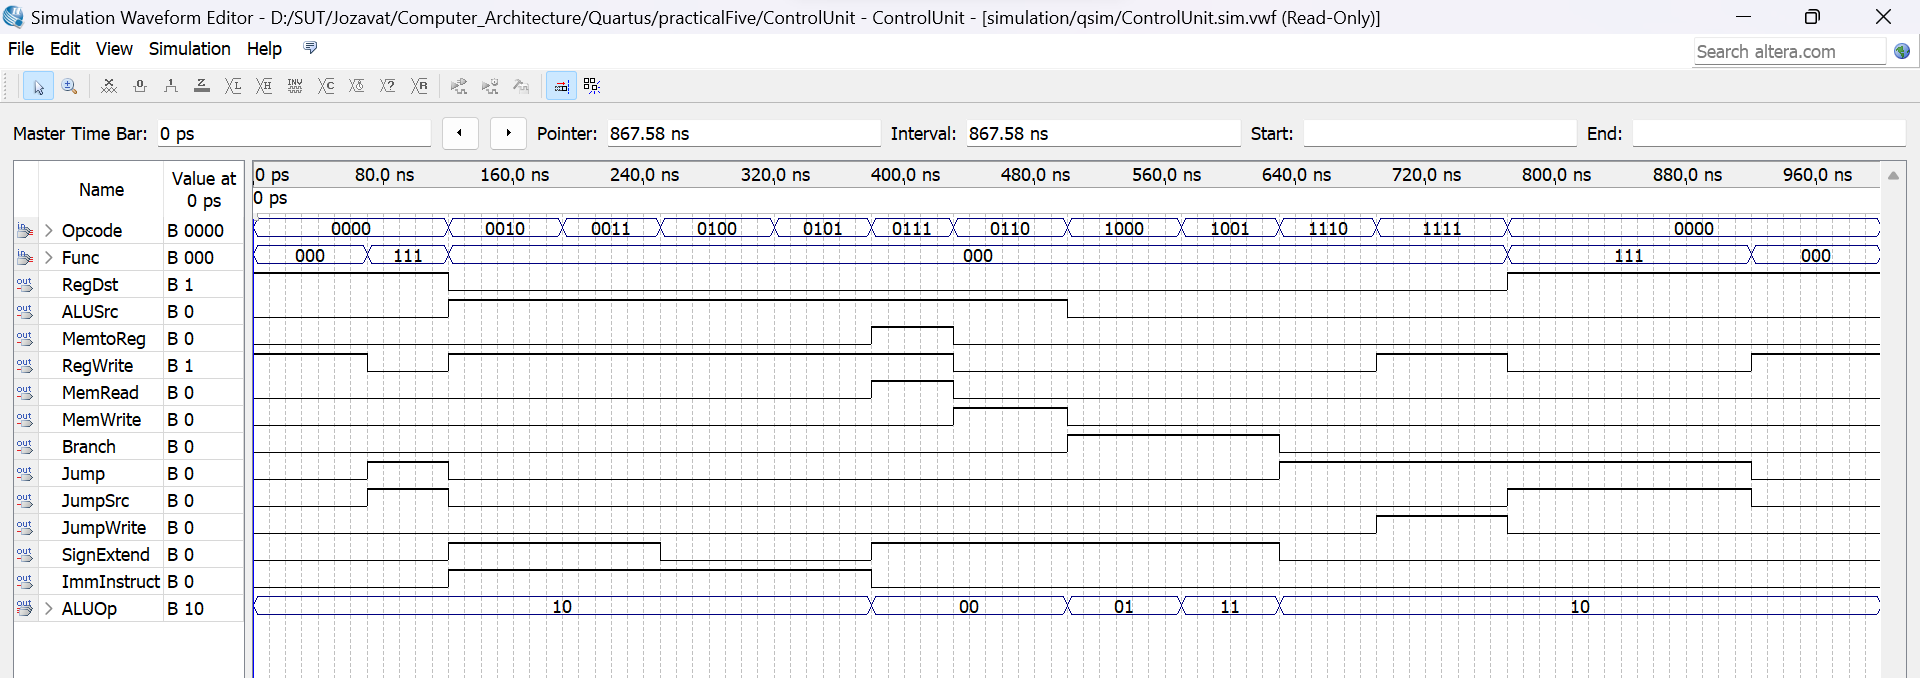 Simulation Waveform Editor - D:/SUT/Jozavat/Computer_Architecture/Quartus/practicalFive/ControlUnit - ControlUnit - [simulation/qsim/ControlUnit.sim.vwf (Read-Only)]
File Edit View Simulation Help Search altera.com
Master Time Bar: 0 ps Pointer: 867.58 ns Interval: 867.58 ns Start: End:
Name Value at 0 ps 0 ps 80.0 ns 160,0 ns 240,0 ns 320,0 ns 400,0 ns 480,0 ns 560,0 ns 640,0 ns 720,0 ns 800,0 ns 880,0 ns 960,0 ns
0 ps
Opcode B 0000 0000 0010 0011 0100 0101 0111 0110 1000 1001 1110 1111 0000
Func B 000 000 111 000 111 000
RegDst B 1
ALUSrc B 0
MemtoReg B 0
RegWrite B 1
MemRead B 0
MemWrite B 0
Branch B 0
Jump B 0
JumpSrc B 0
JumpWrite B 0
SignExtend B 0
ImmInstruct B 0
ALUOp B 10 10 00 01 11 10